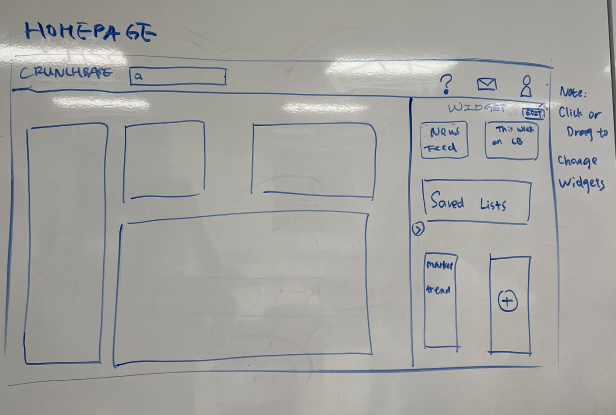 HOMEPAGE
CRUNCHBASE
?
WIDGET
EDIT
News
Feed
This week
on CB
Saved Lists
>
Market
trend
+
Note:
Click or
Drag to
Change
Widgets